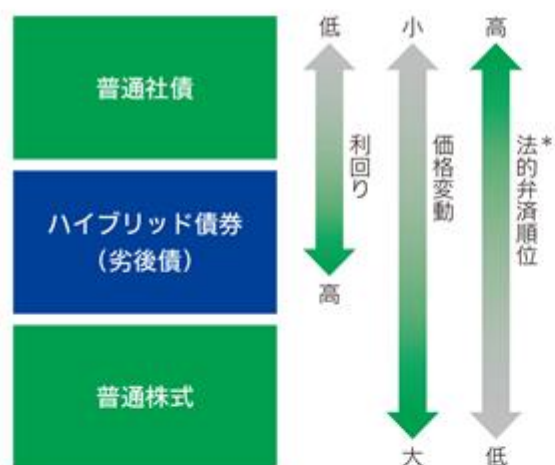 普通社債
ハイブリッド債券
（劣後債）
普通株式
低
利回り
高
小
価格変動
大
高
法的弁済順位*
低